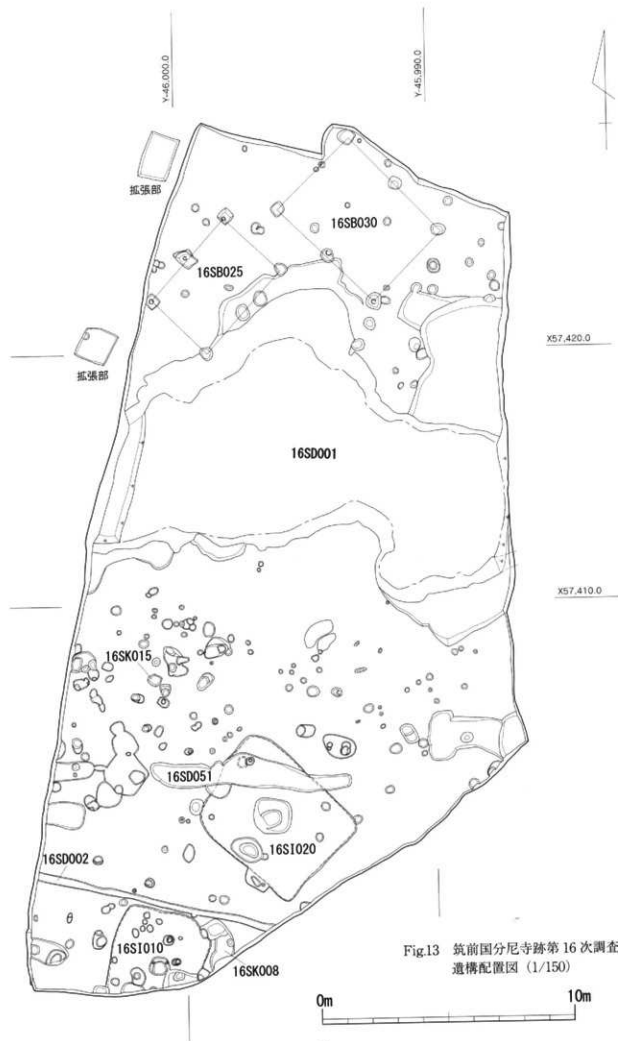 Y-46,000.0
Y-45,990.0
拡張部
16SB030
16SB025
X57,420.0
拡張部
16SD001
X57,410.0
16SK015
16SD051
16SI020
16SD002
16SI010
16SK008
Fig.13 筑前国分尼寺跡第16次調査
遺構配置図 (1/150)
0m
10m